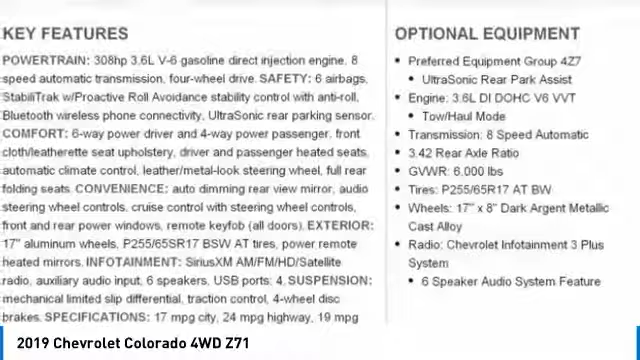 KEY FEATURES
POWERTRAIN: 308hp 3.6L V-6 gasoline direct injection engine, 8
speed automatic transmission, four-wheel drive. SAFETY: 6 airbags,
StabiliTrak w/Proactive Roll Avoidance stability control with anti-roll,
Bluetooth wireless phone connectivity, UltraSonic rear parking sensor.
COMFORT: 6-way power driver and 4-way power passenger, front
cloth/leatherette seat upholstery, driver and passenger heated seats,
automatic climate control, leather/metal-look steering wheel, full rear
folding seats. CONVENIENCE: auto dimming rear view mirror, audio
steering wheel controls, cruise control with steering wheel controls,
front and rear power windows, remote keyfob (all doors). EXTERIOR:
17" aluminum wheels, P255/65SR17 BSW AT tires, power remote
heated mirrors. INFOTAINMENT: SiriusXM AM/FM/HD/Satellite
radio, auxiliary audio input, 6 speakers, USB ports: 4. SUSPENSION:
mechanical limited slip differential, traction control, 4-wheel disc
brakes. SPECIFICATIONS: 17 mpg city, 24 mpg highway, 19 mpg
OPTIONAL EQUIPMENT
• Preferred Equipment Group 4Z7
• UltraSonic Rear Park Assist
• Engine: 3.6L DI DOHC V6 VVT
• Tow/Haul Mode
• Transmission: 8 Speed Automatic
• 3.42 Rear Axle Ratio
• GVWR: 6,000 lbs
• Tires: P255/65R17 AT BW
• Wheels: 17" x 8" Dark Argent Metallic
Cast Alloy
• Radio: Chevrolet Infotainment 3 Plus
System
• 6 Speaker Audio System Feature
2019 Chevrolet Colorado 4WD Z71